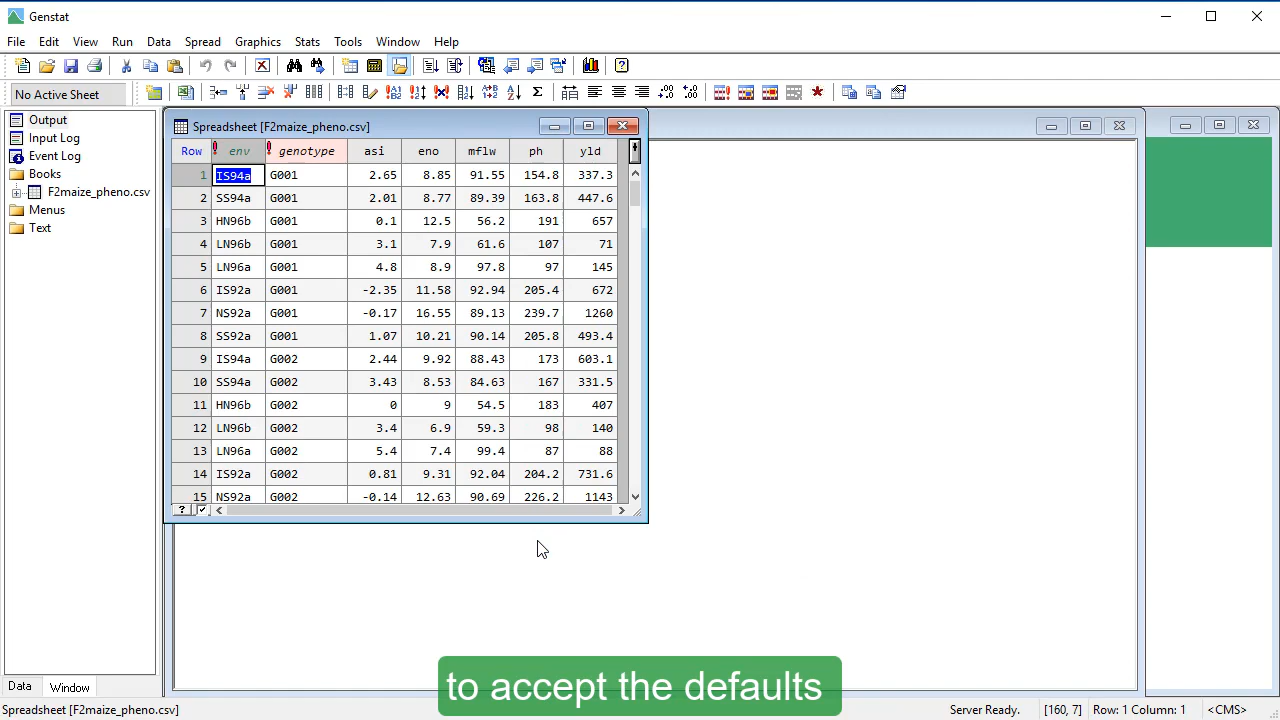 Genstat
File Edit View Run Data Spread Graphics Stats Tools Window Help
No Active Sheet
Output
Input Log
Event Log
Books
F2maize_pheno.csv
Menus
Text
Spreadsheet [F2maize_pheno.csv]
Row ! env ! genotype asi eno mflw ph yld
1 IS94a G001 2.65 8.85 91.55 154.8 337.3
2 SS94a G001 2.01 8.77 89.39 163.8 447.6
3 HN96b G001 0.1 12.5 56.2 191 657
4 LN96b G001 3.1 7.9 61.6 107 71
5 LN96a G001 4.8 8.9 97.8 97 145
6 IS92a G001 -2.35 11.58 92.94 205.4 672
7 NS92a G001 -0.17 16.55 89.13 239.7 1260
8 SS92a G001 1.07 10.21 90.14 205.8 493.4
9 IS94a G002 2.44 9.92 88.43 173 603.1
10 SS94a G002 3.43 8.53 84.63 167 331.5
11 HN96b G002 0 9 54.5 183 407
12 LN96b G002 3.4 6.9 59.3 98 140
13 LN96a G002 5.4 7.4 99.4 87 88
14 IS92a G002 0.81 9.31 92.04 204.2 731.6
15 NS92a G002 -0.14 12.63 90.69 226.2 1143
to accept the defaults
Data Window
Spreadsheet [F2maize_pheno.csv] Server Ready. [160, 7] Row: 1 Column: 1 <CMS>